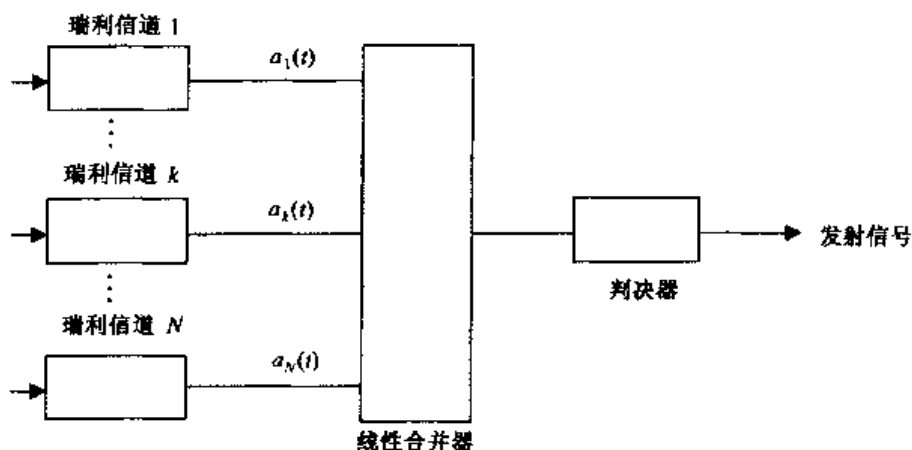 瑞利信道 1
a₁(t)
瑞利信道 k
aₖ(t)
发射信号
判决器
瑞利信道 N
a_N(t)
线性合并器